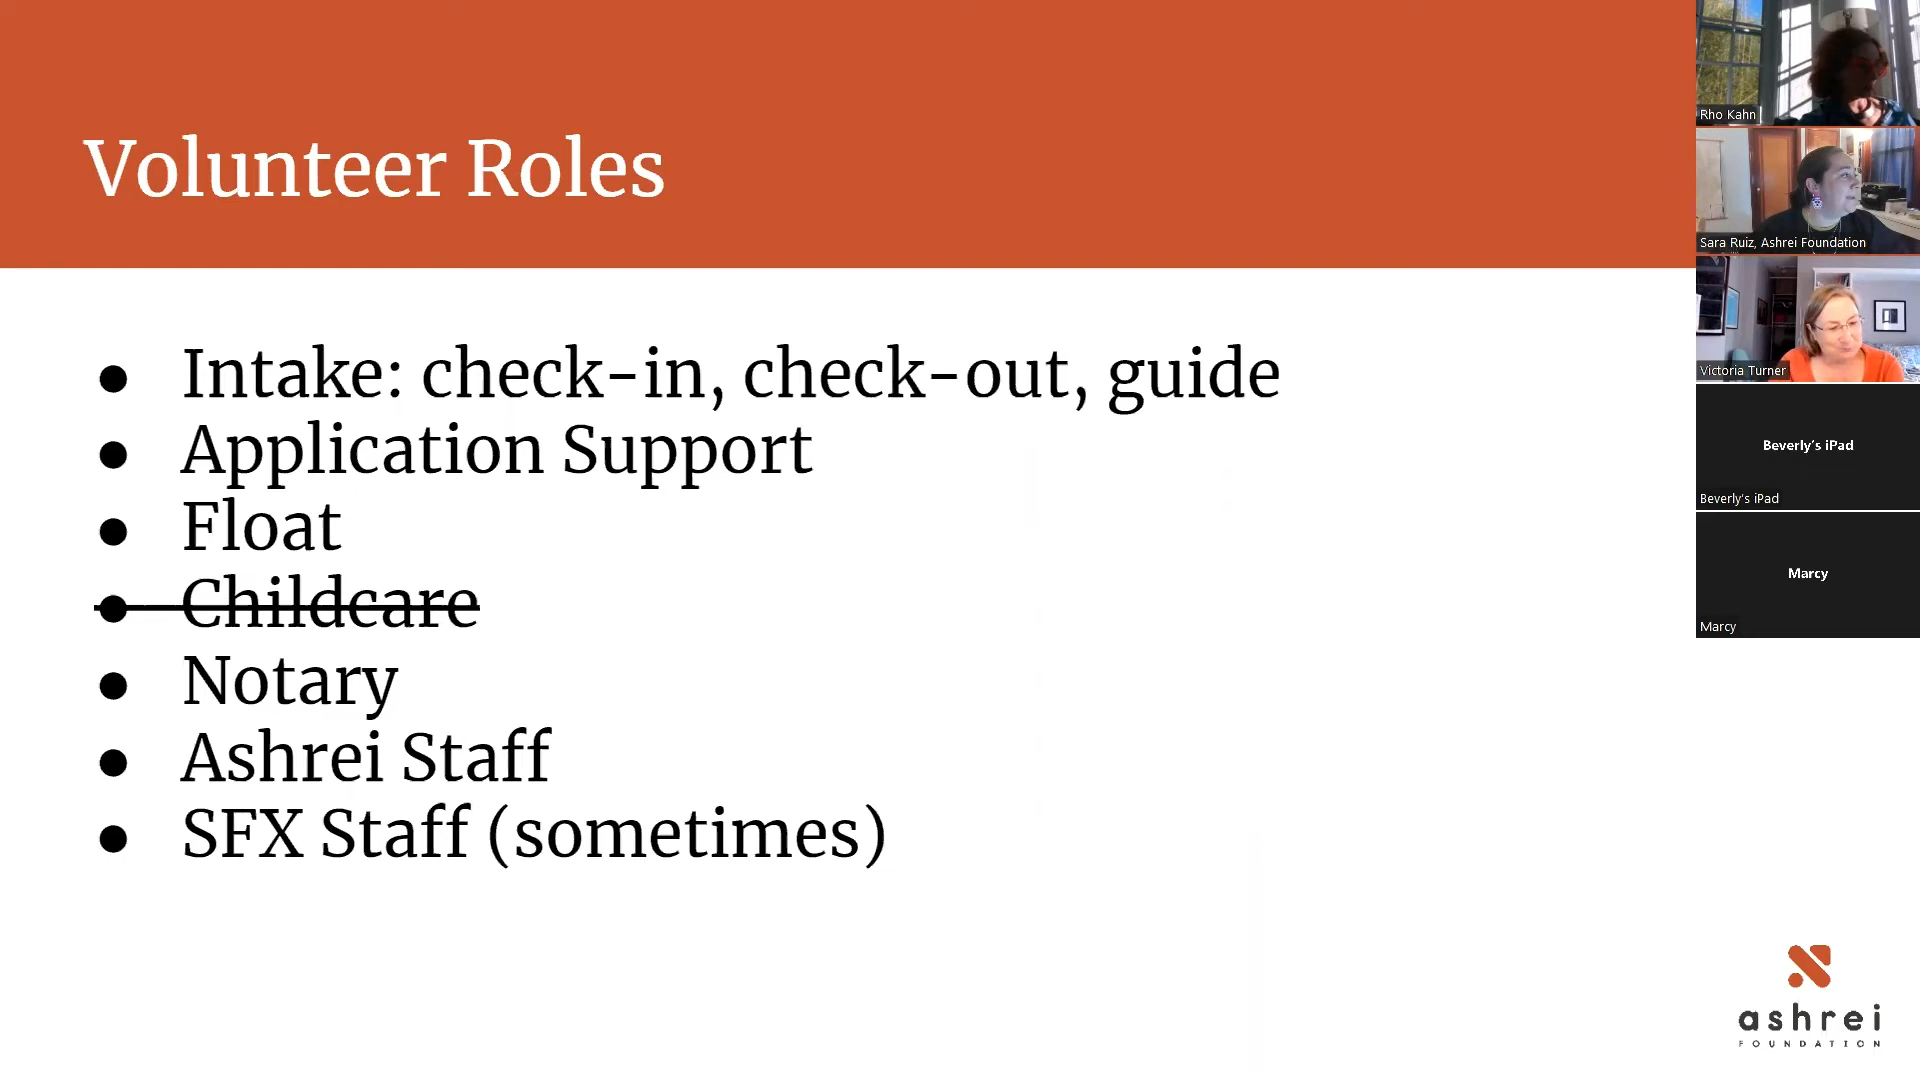 Volunteer Roles
● Intake: check-in, check-out, guide
● Application Support
● Float
● Childcare
● Notary
● Ashrei Staff
● SFX Staff (sometimes)
Rho Kahn
Sara Ruiz, Ashrei Foundation
Victoria Turner
Beverly's iPad
Beverly's iPad
Marcy
Marcy
ashrei
FOUNDATION